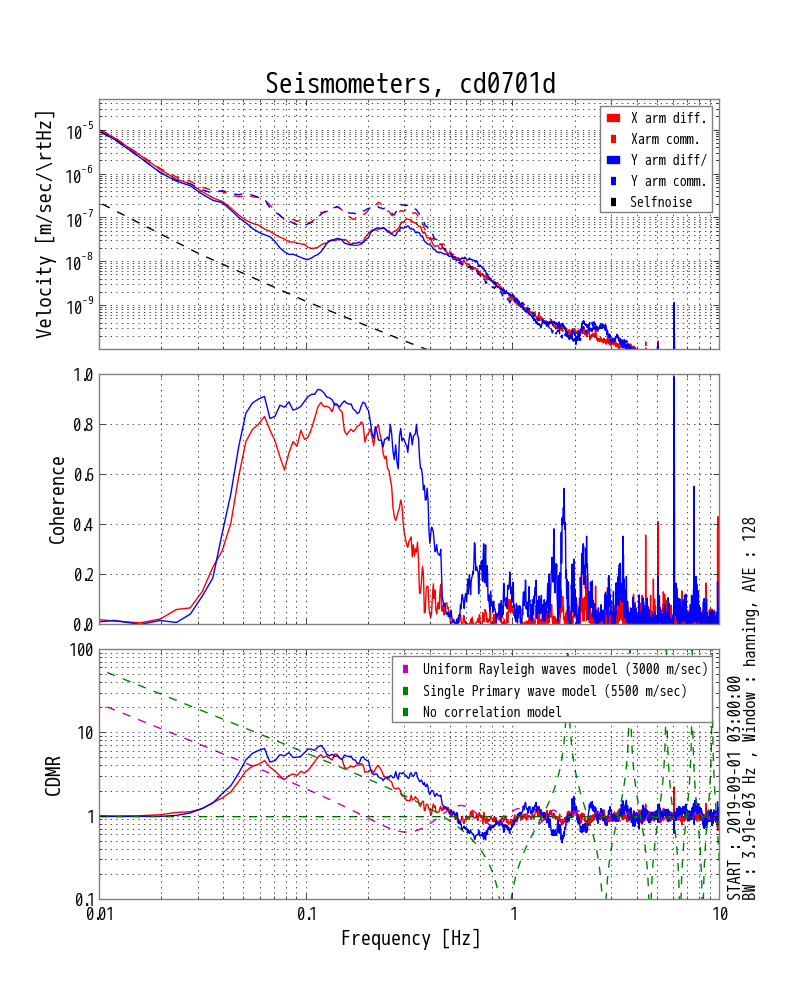 Seismometers, cd0701d
Velocity [m/sec/\rtHz]
10^-5
10^-6
10^-7
10^-8
10^-9
X arm diff.
Xarm comm.
Y arm diff/
Y arm comm.
Selfnoise
Coherence
1.0
0.8
0.6
0.4
0.2
0.0
CDMR
100
10
1
0.1
Uniform Rayleigh waves model (3000 m/sec)
Single Primary wave model (5500 m/sec)
No correlation model
0.01
0.1
1
10
Frequency [Hz]
START : 2019-09-01 03:00:00
BW : 3.91e-03 Hz , Window : hanning, AVE : 128